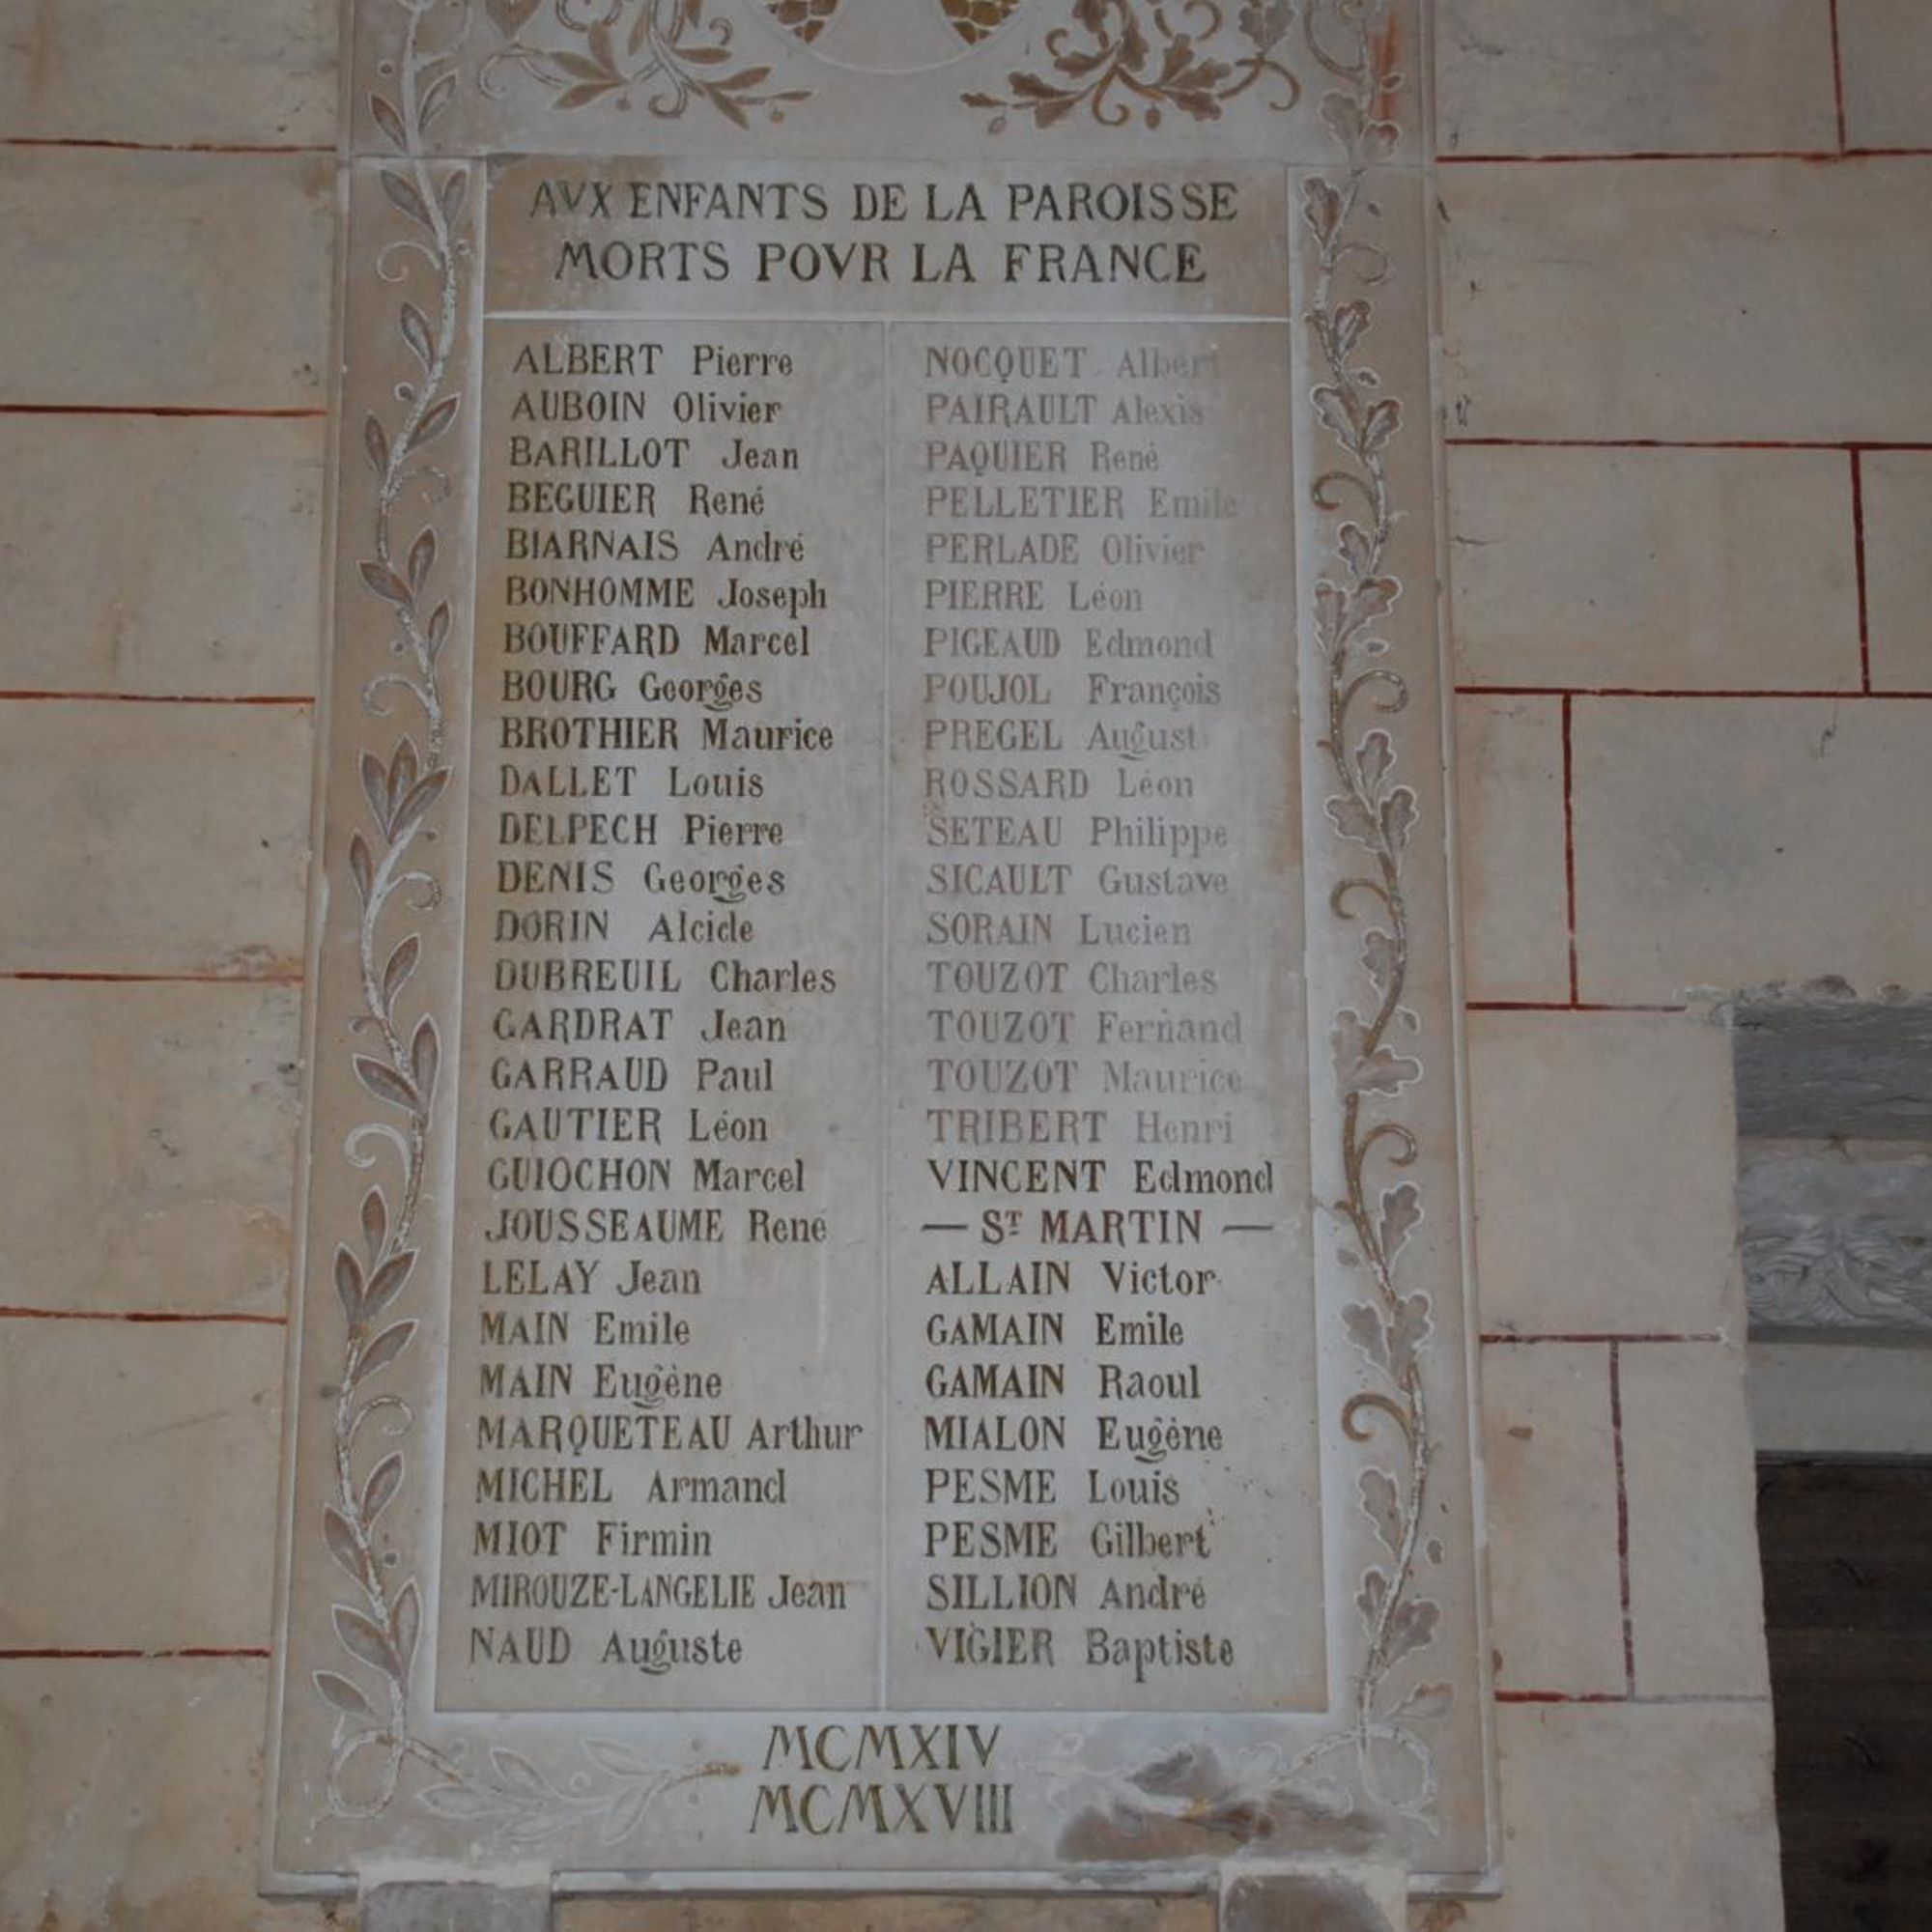 AVX ENFANTS DE LA PAROISSE
MORTS POVR LA FRANCE
ALBERT Pierre
AUBOIN Olivier
BARILLOT Jean
BEGUIER René
BIARNAIS André
BONHOMME Joseph
BOUFFARD Marcel
BOURG Georges
BROTHIER Maurice
DALLET Louis
DELPECH Pierre
DENIS Georges
DORIN Alcide
DUBREUIL Charles
GARDRAT Jean
GARRAUD Paul
GAUTIER Léon
GUIOCHON Marcel
JOUSSEAUME René
LELAY Jean
MAIN Emile
MAIN Eugène
MARQUETEAU Arthur
MICHEL Armand
MIOT Firmin
MIROUZE-LANGELIE Jean
NAUD Auguste
NOCQUET Albert
PAIRAULT Alexis
PAQUIER René
PELLETIER Emile
PERLADE Olivier
PIERRE Léon
PIGEAUD Edmond
POUJOL François
PREGEL August
ROSSARD Léon
SETEAU Philippe
SICAULT Gustave
SORAIN Lucien
TOUZOT Charles
TOUZOT Fernand
TOUZOT Maurice
TRIBERT Henri
VINCENT Edmond
— ST MARTIN —
ALLAIN Victor
GAMAIN Emile
GAMAIN Raoul
MIALON Eugène
PESME Louis
PESME Gilbert
SILLION André
VIGIER Baptiste
MCMXIV
MCMXVIII